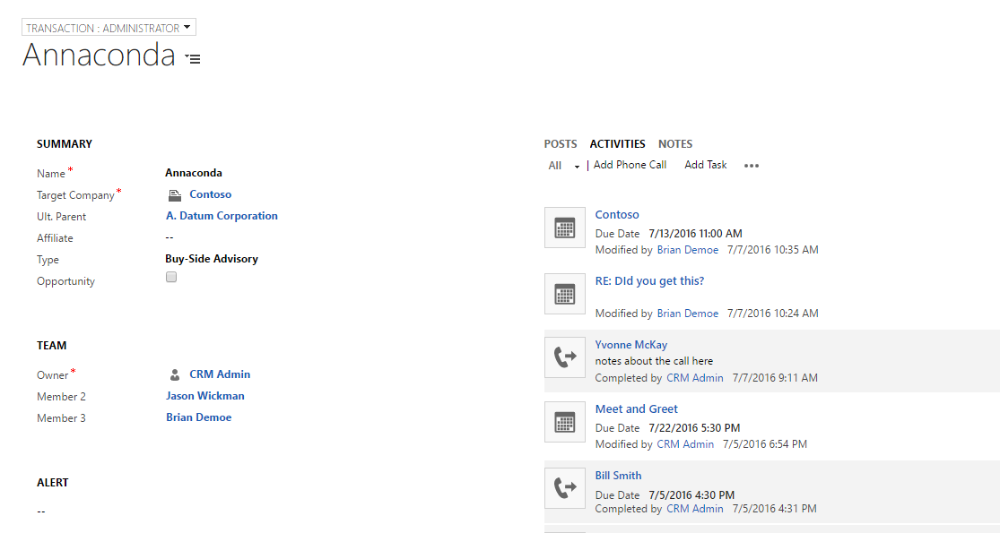 TRANSACTION : ADMINISTRATOR
Annaconda
SUMMARY
Name *
Annaconda
Target Company *
Contoso
Ult. Parent
A. Datum Corporation
Affiliate
--
Type
Buy-Side Advisory
Opportunity
TEAM
Owner *
CRM Admin
Member 2
Jason Wickman
Member 3
Brian Demoe
ALERT
--
POSTS ACTIVITIES NOTES
All | Add Phone Call Add Task •••
Contoso
Due Date 7/13/2016 11:00 AM
Modified by Brian Demoe 7/7/2016 10:35 AM
RE: DId you get this?
Modified by Brian Demoe 7/7/2016 10:24 AM
Yvonne McKay
notes about the call here
Completed by CRM Admin 7/7/2016 9:11 AM
Meet and Greet
Due Date 7/22/2016 5:30 PM
Modified by CRM Admin 7/5/2016 6:54 PM
Bill Smith
Due Date 7/5/2016 4:30 PM
Completed by CRM Admin 7/5/2016 4:31 PM